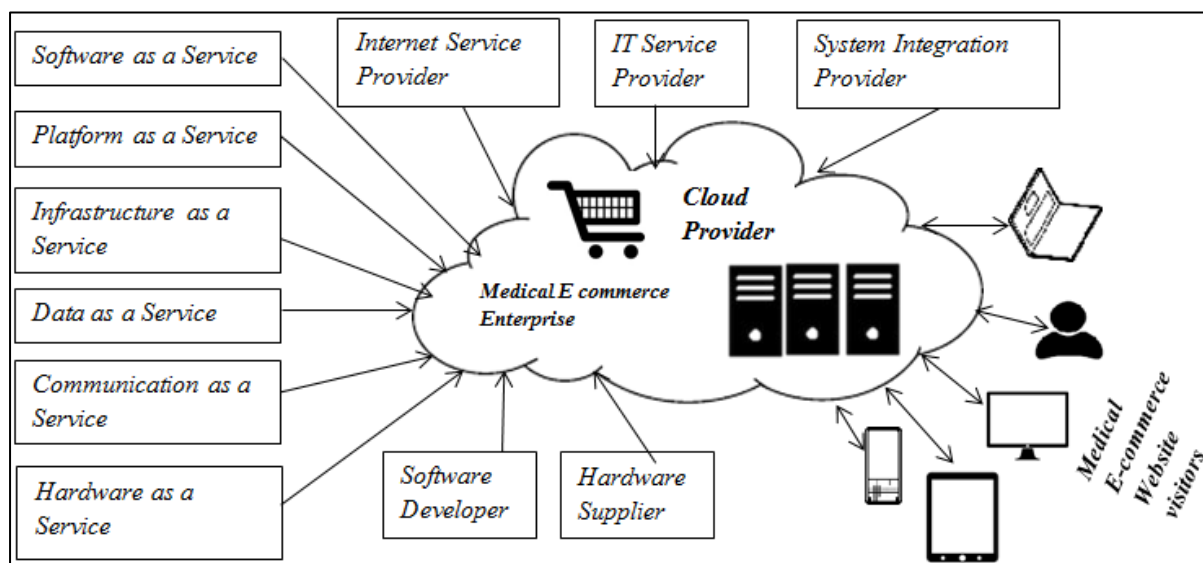 Software as a Service
Internet Service
Provider
IT Service
Provider
System Integration
Provider
Platform as a Service
Infrastructure as a
Service
Data as a Service
Communication as a
Service
Hardware as a
Service
Cloud
Provider
Medical E commerce
Enterprise
Software
Developer
Hardware
Supplier
Medical
E-commerce
Website
visitors